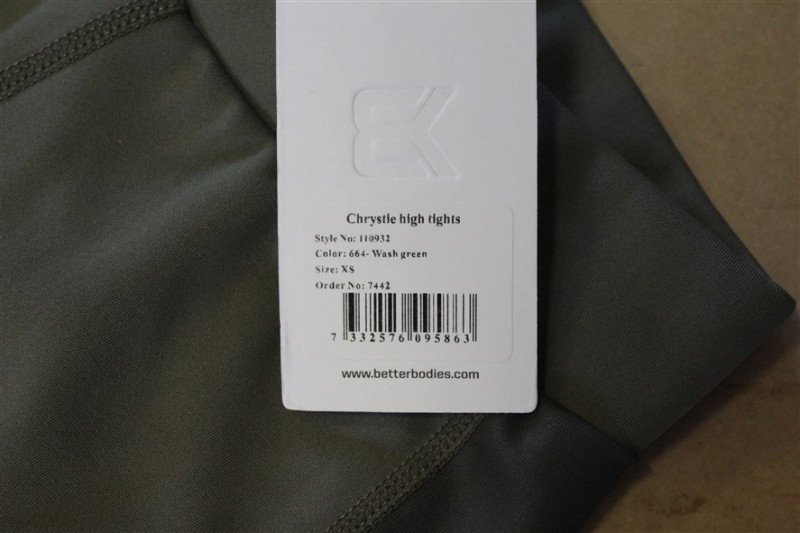 Chrystie high tights
Style No: 110932
Color: 664- Wash green
Size: XS
Order No: 7442
7 332576 095863
www.betterbodies.com